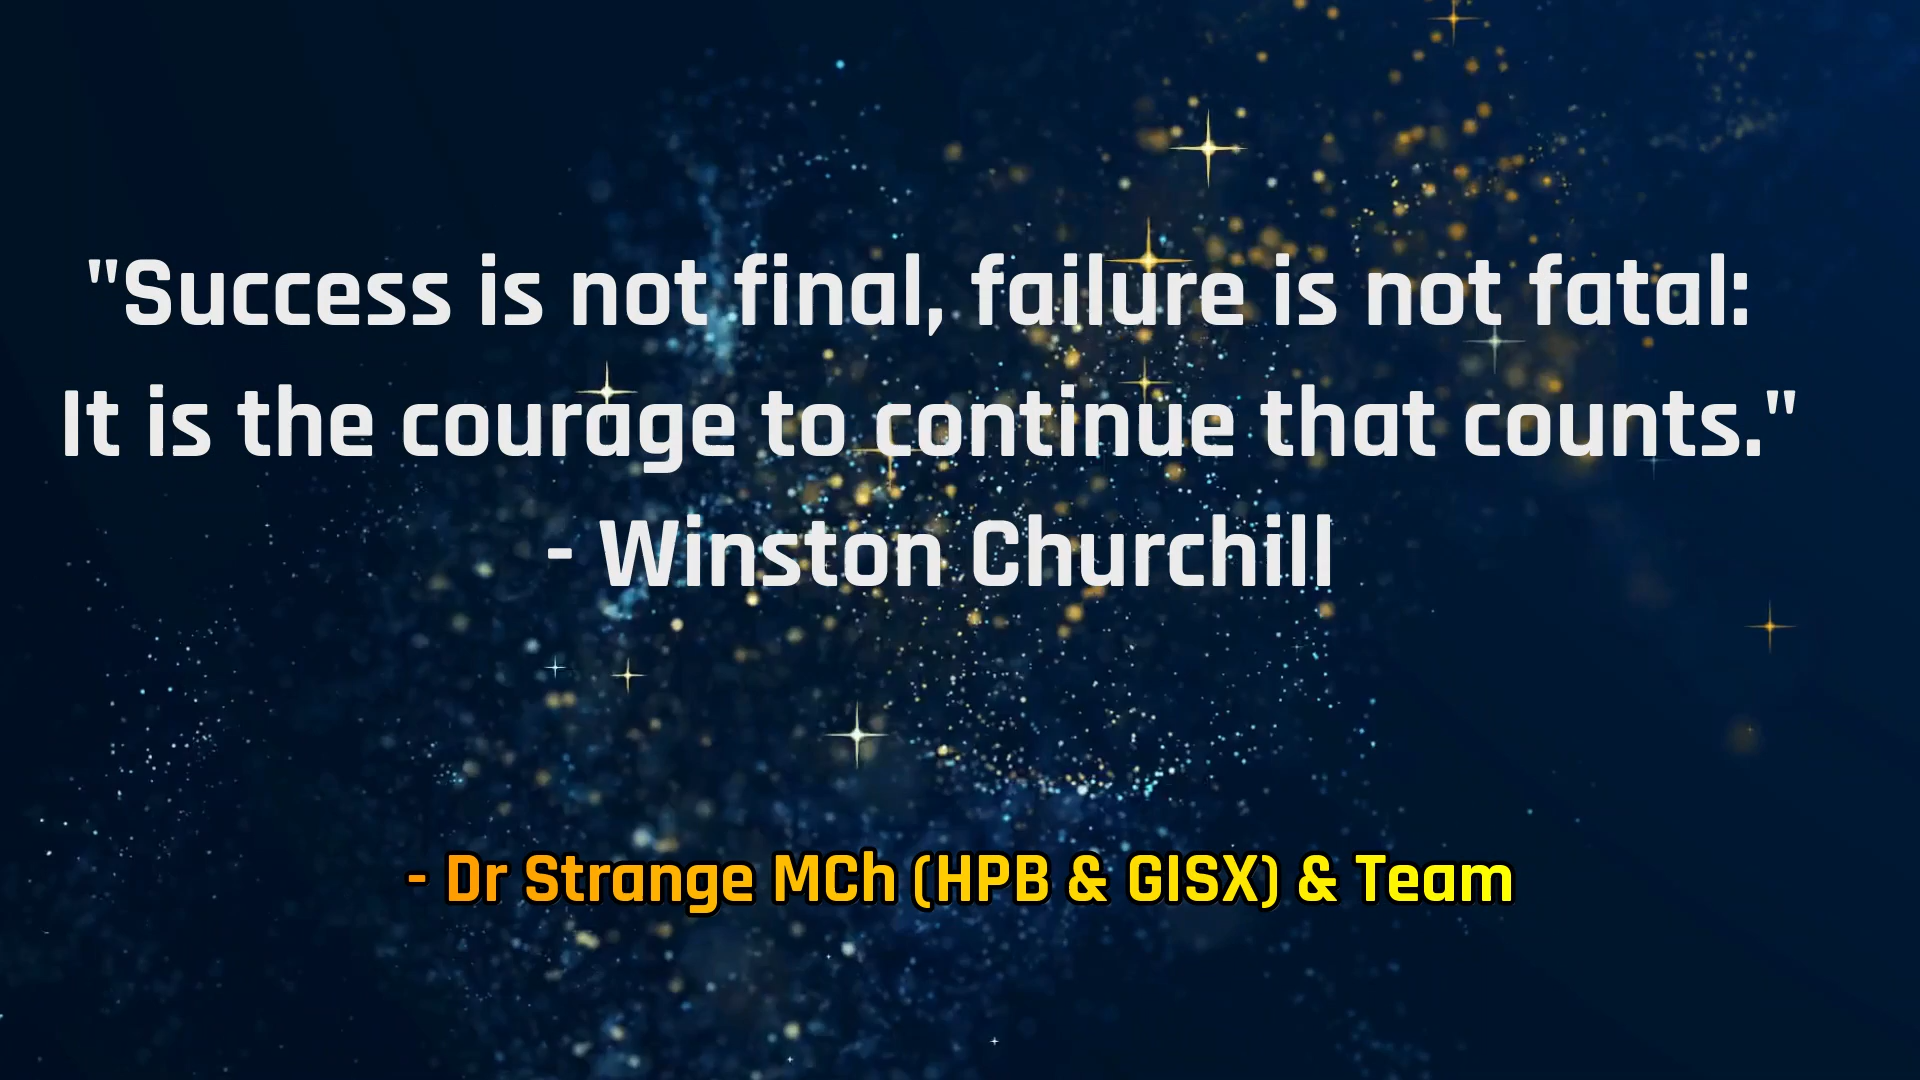 "Success is not final, failure is not fatal:
It is the courage to continue that counts."
- Winston Churchill
- Dr Strange MCh (HPB & GISX) & Team